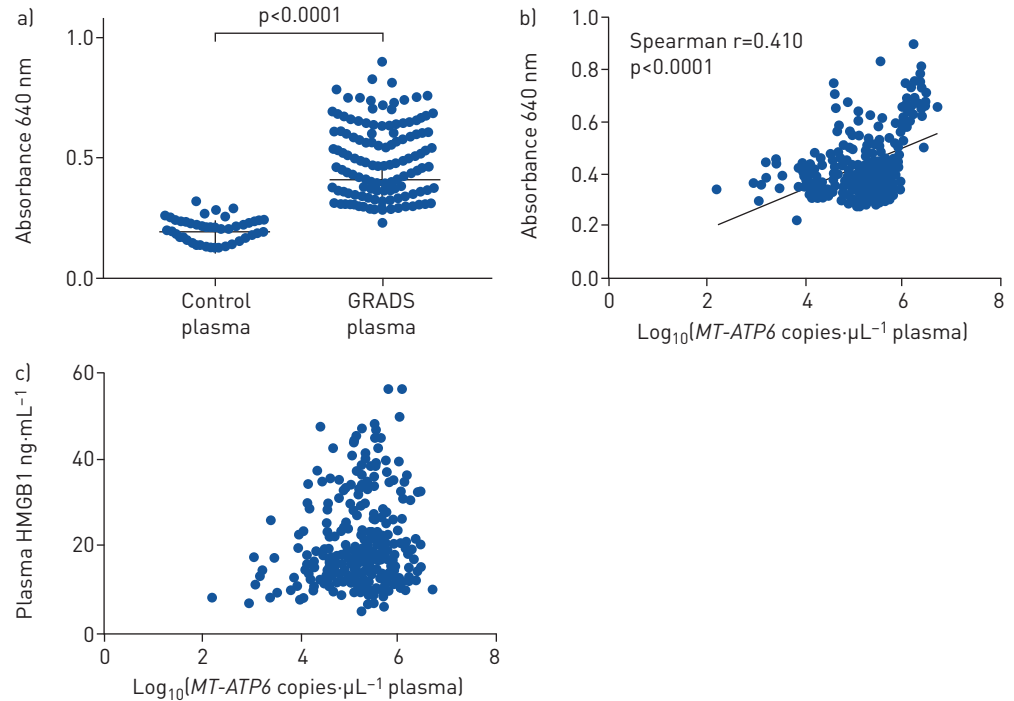 a)
p<0.0001
Absorbance 640 nm
1.0
0.5
0.0
Control
plasma
GRADS
plasma
b)
Spearman r=0.410
p<0.0001
Absorbance 640 nm
1.0
0.8
0.6
0.4
0.2
0.0
0 2 4 6 8
Log₁₀(MT-ATP6 copies·µL⁻¹ plasma)
c)
Plasma HMGB1 ng·mL⁻¹
60
40
20
0
0 2 4 6 8
Log₁₀(MT-ATP6 copies·µL⁻¹ plasma)